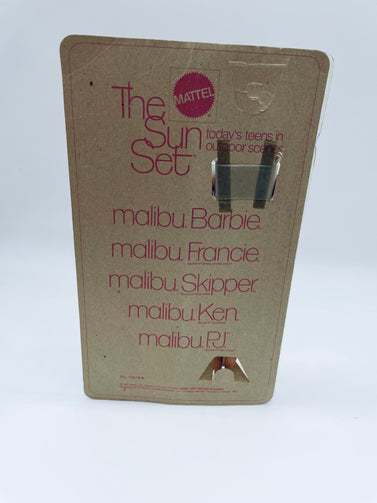 MATTEL
The
Sun
Set
today's teens in
outdoor scenes
malibu Barbie
malibu Francie
malibu Skipper
malibu Ken
malibu P.J.